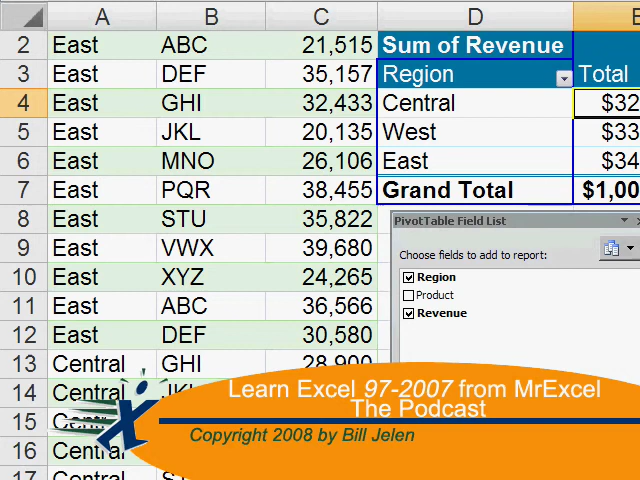 A B C D E
2 East ABC 21,515 Sum of Revenue
3 East DEF 35,157 Region Total
4 East GHI 32,433 Central $32
5 East JKL 20,135 West $33
6 East MNO 26,106 East $34
7 East PQR 38,455 Grand Total $1,00
8 East STU 35,822
PivotTable Field List
9 East VWX 39,680
Choose fields to add to report:
10 East XYZ 24,265
Region
Product
11 East ABC 36,566
Revenue
12 East DEF 30,580
13 Central GHI 28,900
Learn Excel 97-2007 from MrExcel
14 Central
The Podcast
15 Central
Copyright 2008 by Bill Jelen
16 Central
17 Central